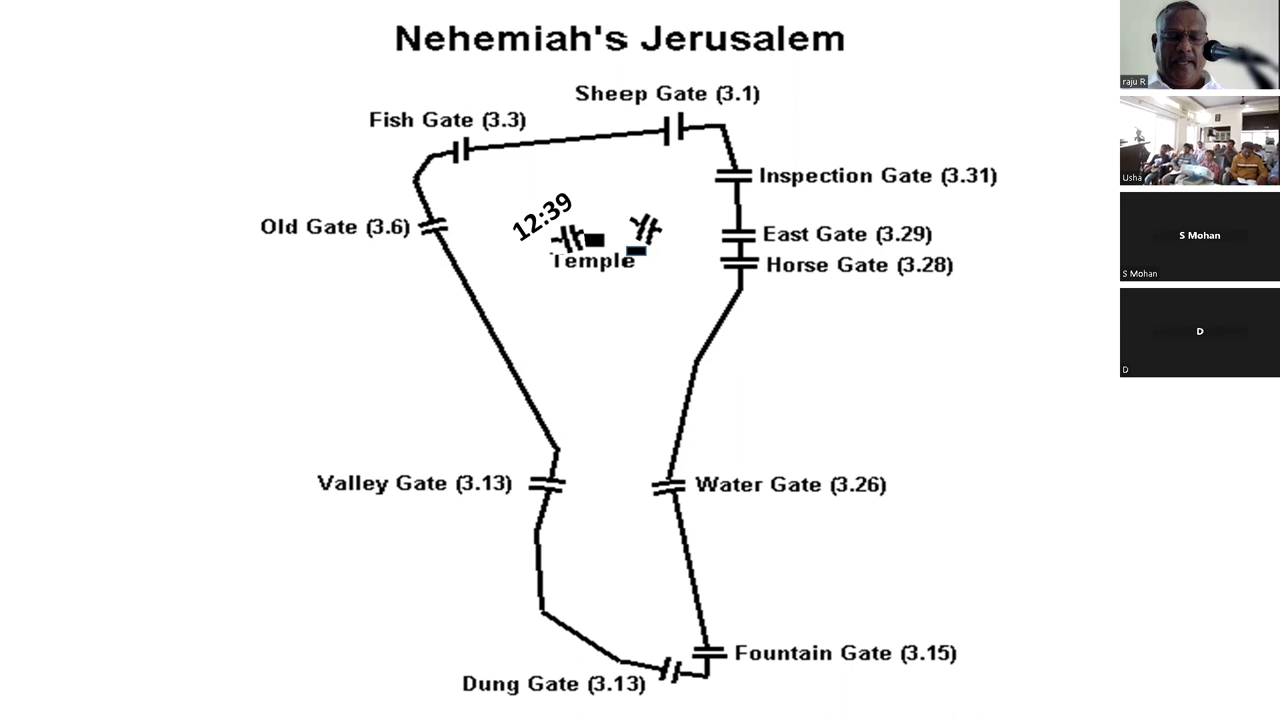 Nehemiah's Jerusalem
Sheep Gate (3.1)
Fish Gate (3.3)
Inspection Gate (3.31)
Old Gate (3.6)
12:39
East Gate (3.29)
Temple
Horse Gate (3.28)
Valley Gate (3.13)
Water Gate (3.26)
Fountain Gate (3.15)
Dung Gate (3.13)
raju R
Usha
S Mohan
S Mohan
D
D